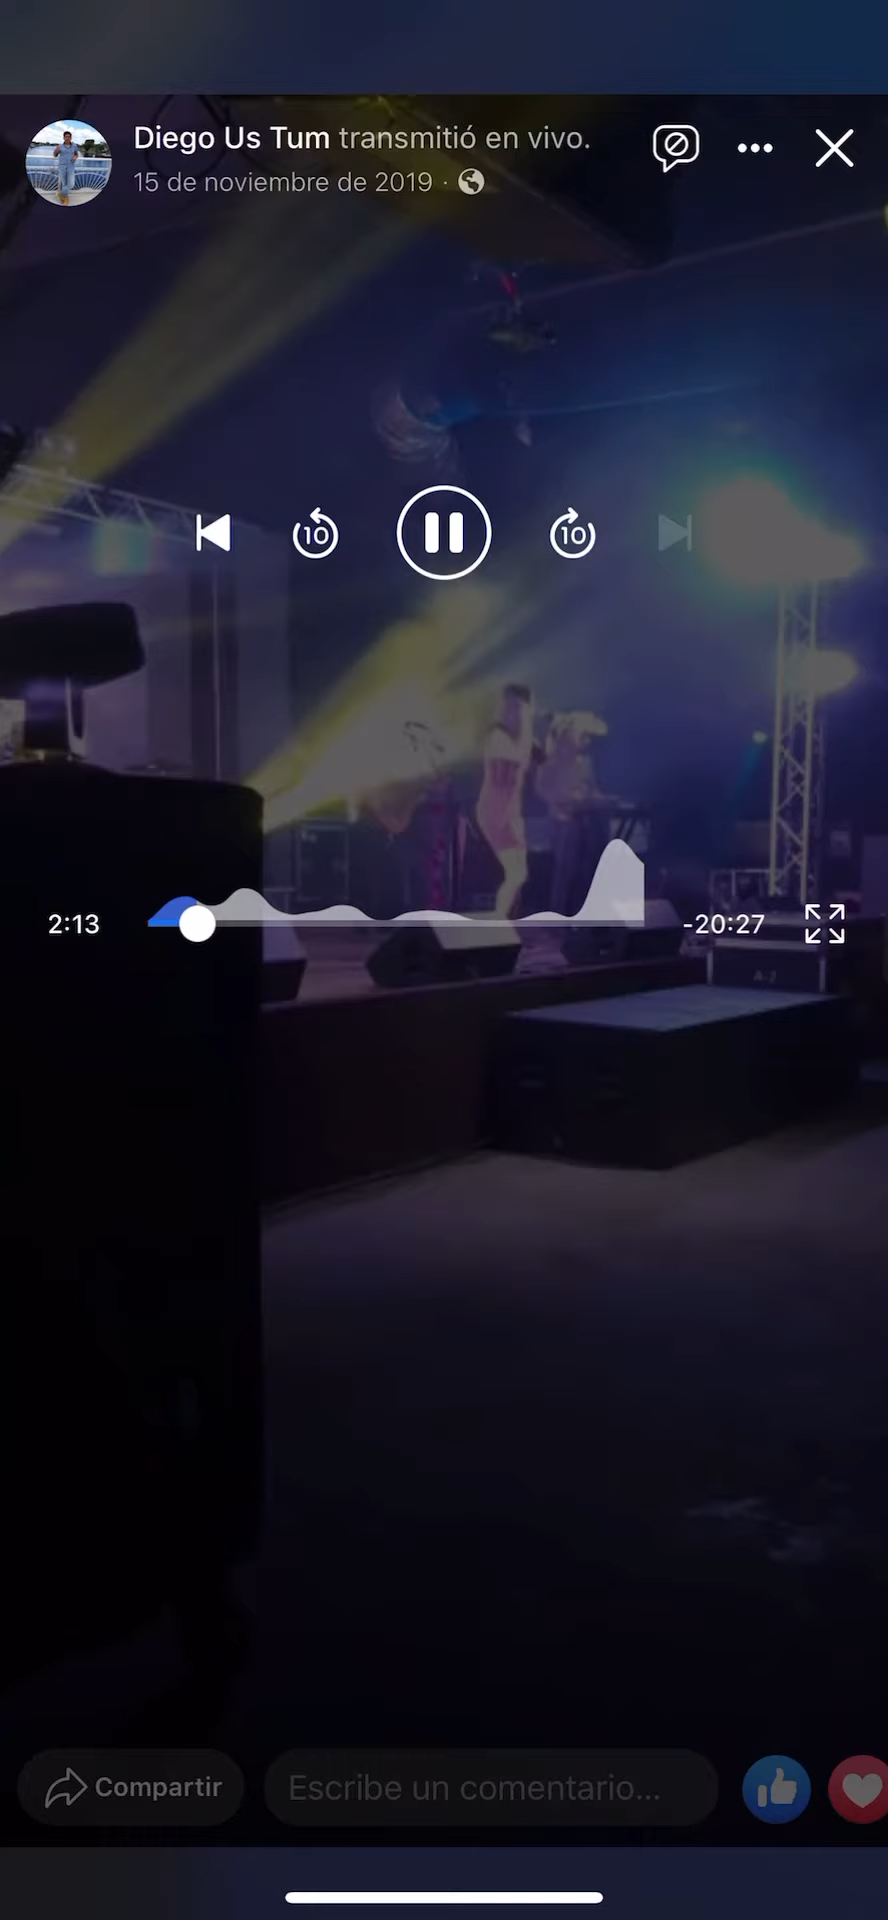 Diego Us Tum transmitió en vivo.
15 de noviembre de 2019 ·
10
10
2:13
-20:27
A-2
Compartir
Escribe un comentario...